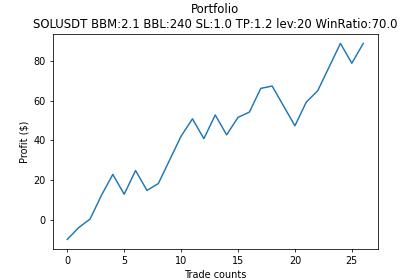 Portfolio
SOLUSDT BBM:2.1 BBL:240 SL:1.0 TP:1.2 lev:20 WinRatio:70.0
80
60
40
20
0
Profit ($)
0 5 10 15 20 25
Trade counts